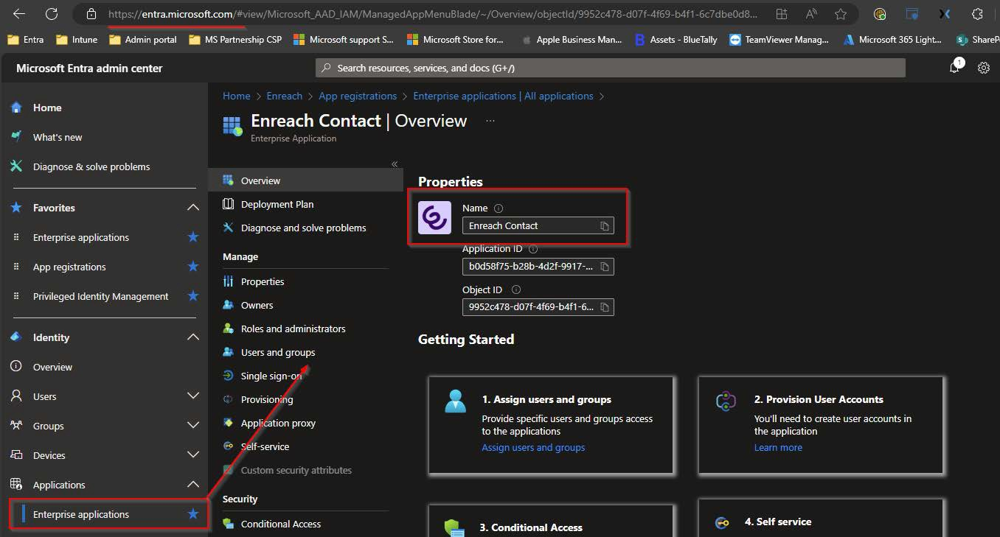 https://entra.microsoft.com/#view/Microsoft_AAD_IAM/ManagedAppMenuBlade/~/Overview/objectId/9952c478-d07f-4f69-b4f1-6c7dbe0d8...
Entra Intune Admin portal MS Partnership CSP Microsoft support S... Microsoft Store for... Apple Business Man... Assets - BlueTally TeamViewer Manag... Microsoft 365 Light... ShareP
Microsoft Entra admin center
Search resources, services, and docs (G+/)
1
Home
What's new
Diagnose & solve problems
Favorites
Enterprise applications
App registrations
Privileged Identity Management
Identity
Overview
Users
Groups
Devices
Applications
Enterprise applications
Home > Enreach > App registrations > Enterprise applications | All applications >
Enreach Contact | Overview ...
Enterprise Application
«
Overview
Deployment Plan
Diagnose and solve problems
Manage
Properties
Owners
Roles and administrators
Users and groups
Single sign-on
Provisioning
Application proxy
Self-service
Custom security attributes
Security
Conditional Access
Properties
Name
Enreach Contact
Application ID
b0d58f75-b28b-4d2f-9917-...
Object ID
9952c478-d07f-4f69-b4f1-6...
Getting Started
1. Assign users and groups
Provide specific users and groups access
to the applications
Assign users and groups
2. Provision User Accounts
You'll need to create user accounts in
the application
Learn more
3. Conditional Access
4. Self service